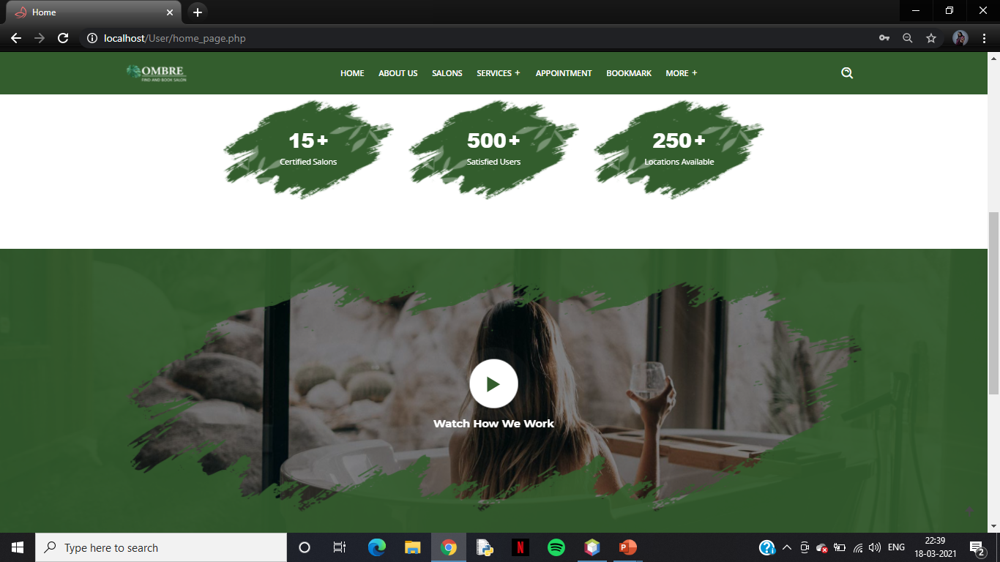 Home
localhost/User/home_page.php
OMBRE
FIND AND BOOK SALON
HOME ABOUT US SALONS SERVICES + APPOINTMENT BOOKMARK MORE +
15+ 500+ 250+
Certified Salons Satisfied Users Locations Available
Watch How We Work
Type here to search
ENG
22:39
18-03-2021
2